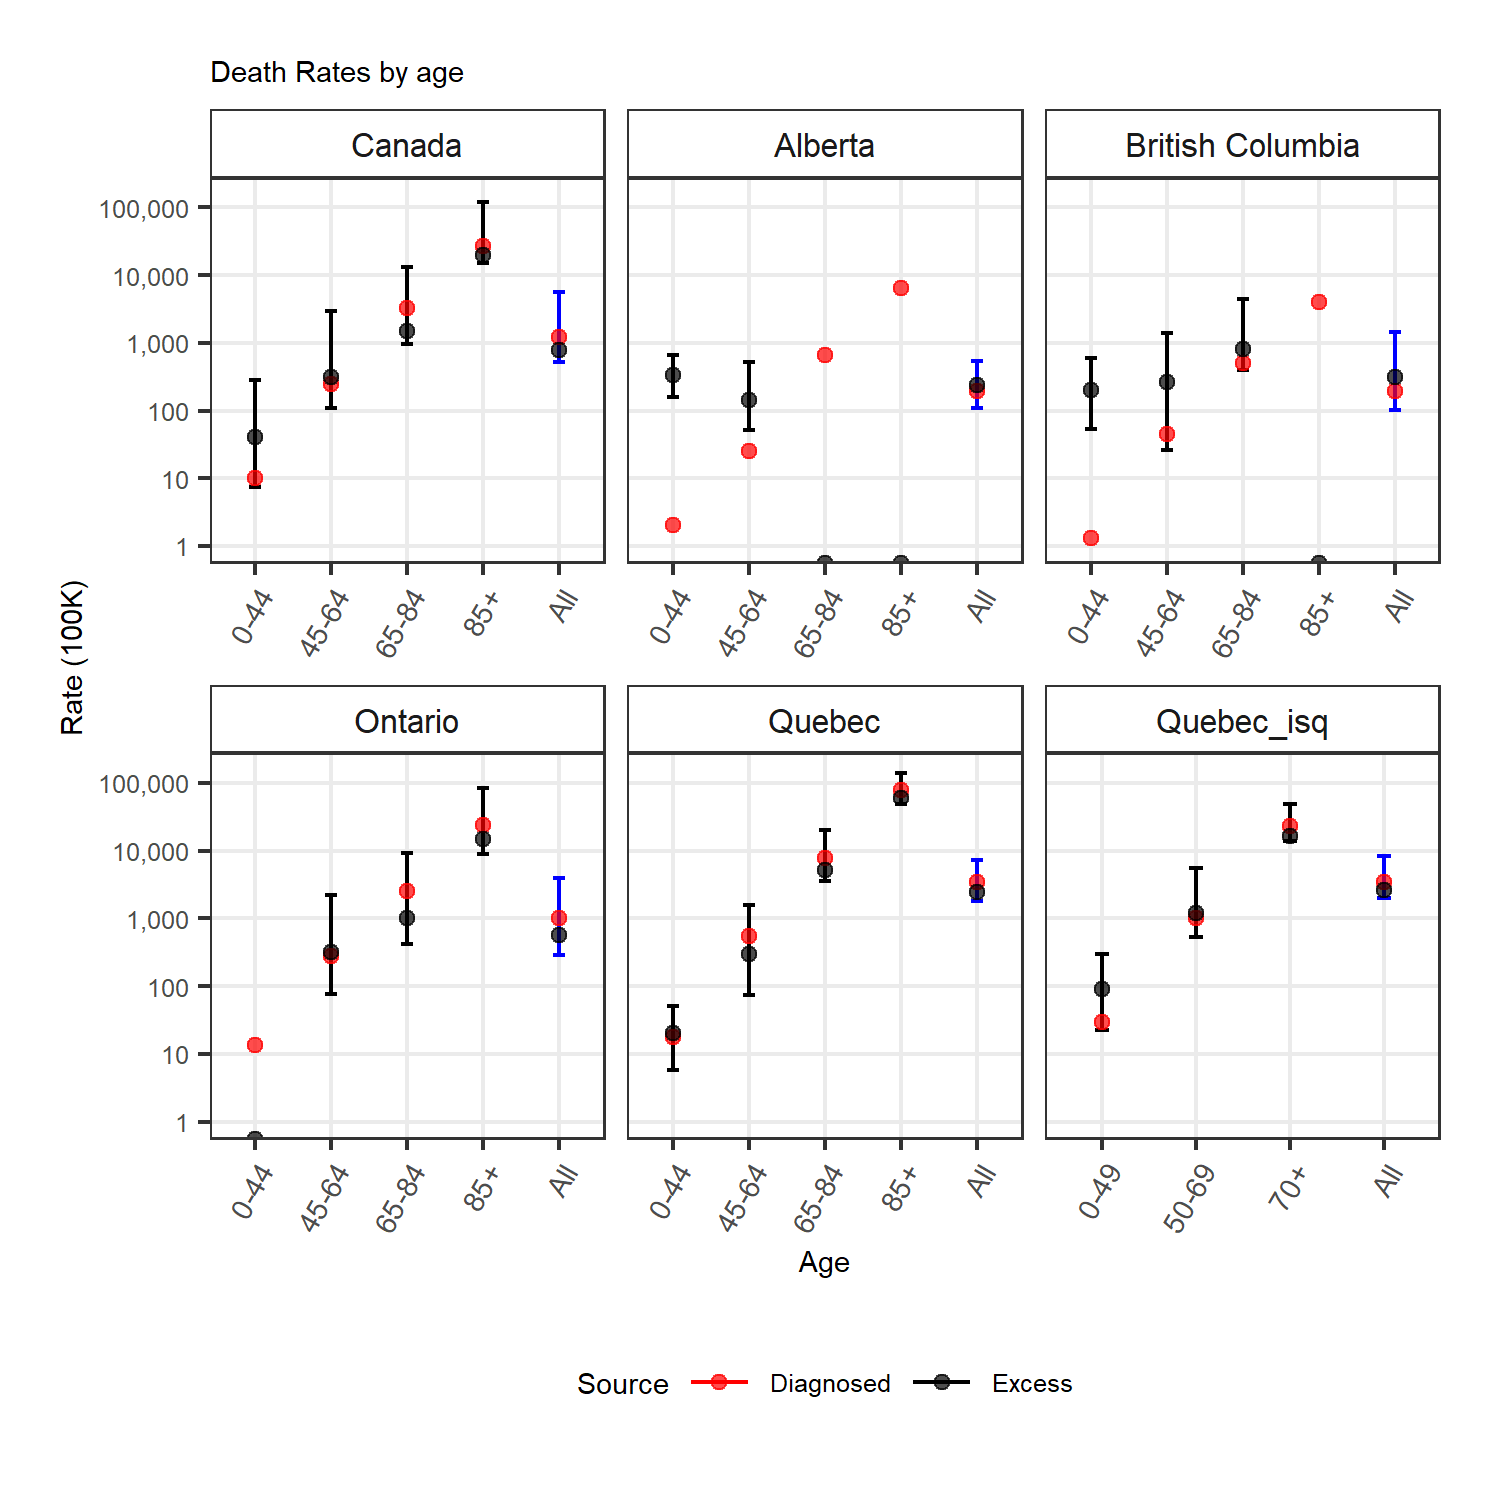 Death Rates by age
Canada
Alberta
British Columbia
100,000
10,000
1,000
100
10
1
0-44
45-64
65-84
85+
All
0-44
45-64
65-84
85+
All
0-44
45-64
65-84
85+
All
Rate (100K)
Ontario
Quebec
Quebec_isq
100,000
10,000
1,000
100
10
1
0-44
45-64
65-84
85+
All
0-44
45-64
65-84
85+
All
0-49
50-69
70+
All
Age
Source
Diagnosed
Excess